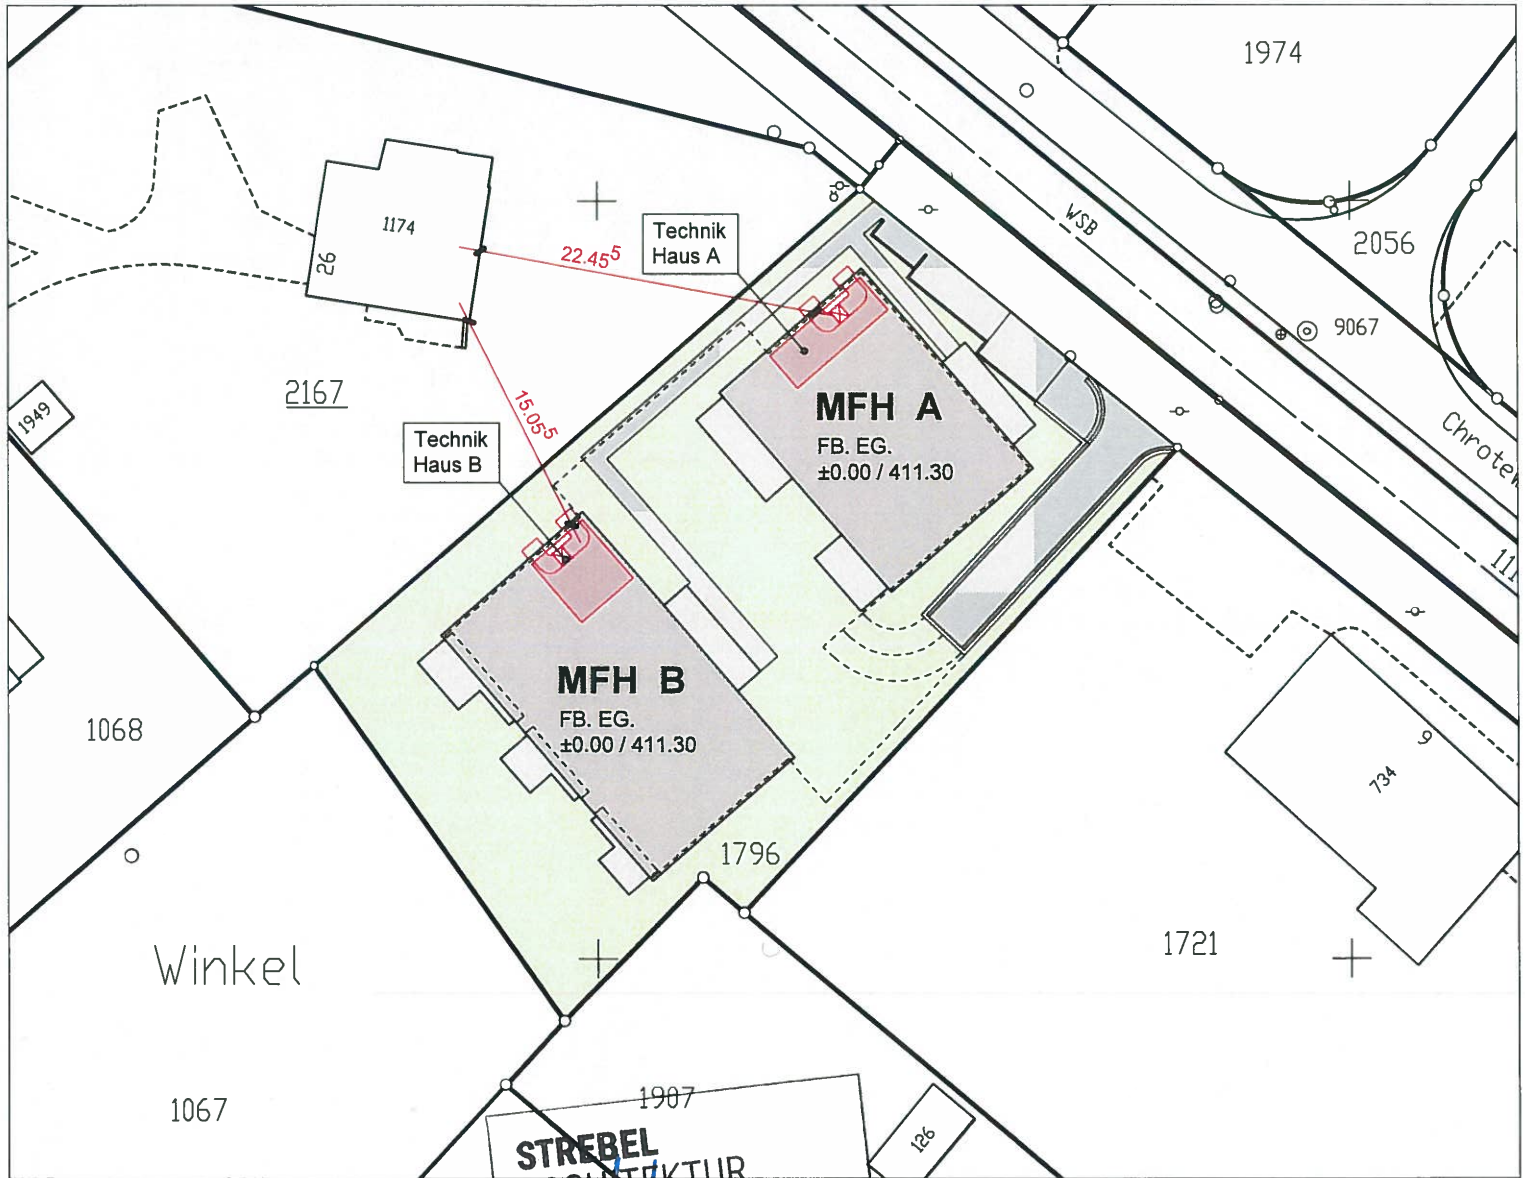 1974
WSB
2056
1174
26
22.45⁵
Technik
Haus A
9067
2167
1949
15.05⁵
Technik
Haus B
MFH A
FB. EG.
±0.00 / 411.30
MFH B
FB. EG.
±0.00 / 411.30
1068
9
734
1796
1721
Winkel
1067
1907
126
STREBEL